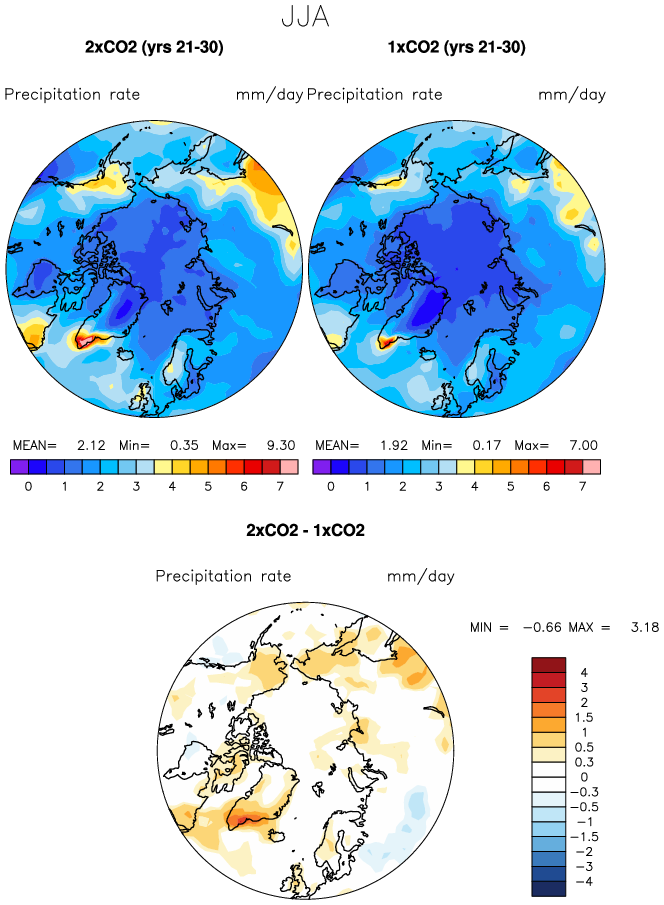 JJA
2xCO2 (yrs 21-30)
1xCO2 (yrs 21-30)
Precipitation rate mm/day
Precipitation rate mm/day
MEAN= 2.12 Min= 0.35 Max= 9.30
0 1 2 3 4 5 6 7
MEAN= 1.92 Min= 0.17 Max= 7.00
0 1 2 3 4 5 6 7
2xCO2 - 1xCO2
Precipitation rate mm/day
MIN = -0.66 MAX = 3.18
4
3
2
1.5
1
0.5
0.3
0
-0.3
-0.5
-1
-1.5
-2
-3
-4